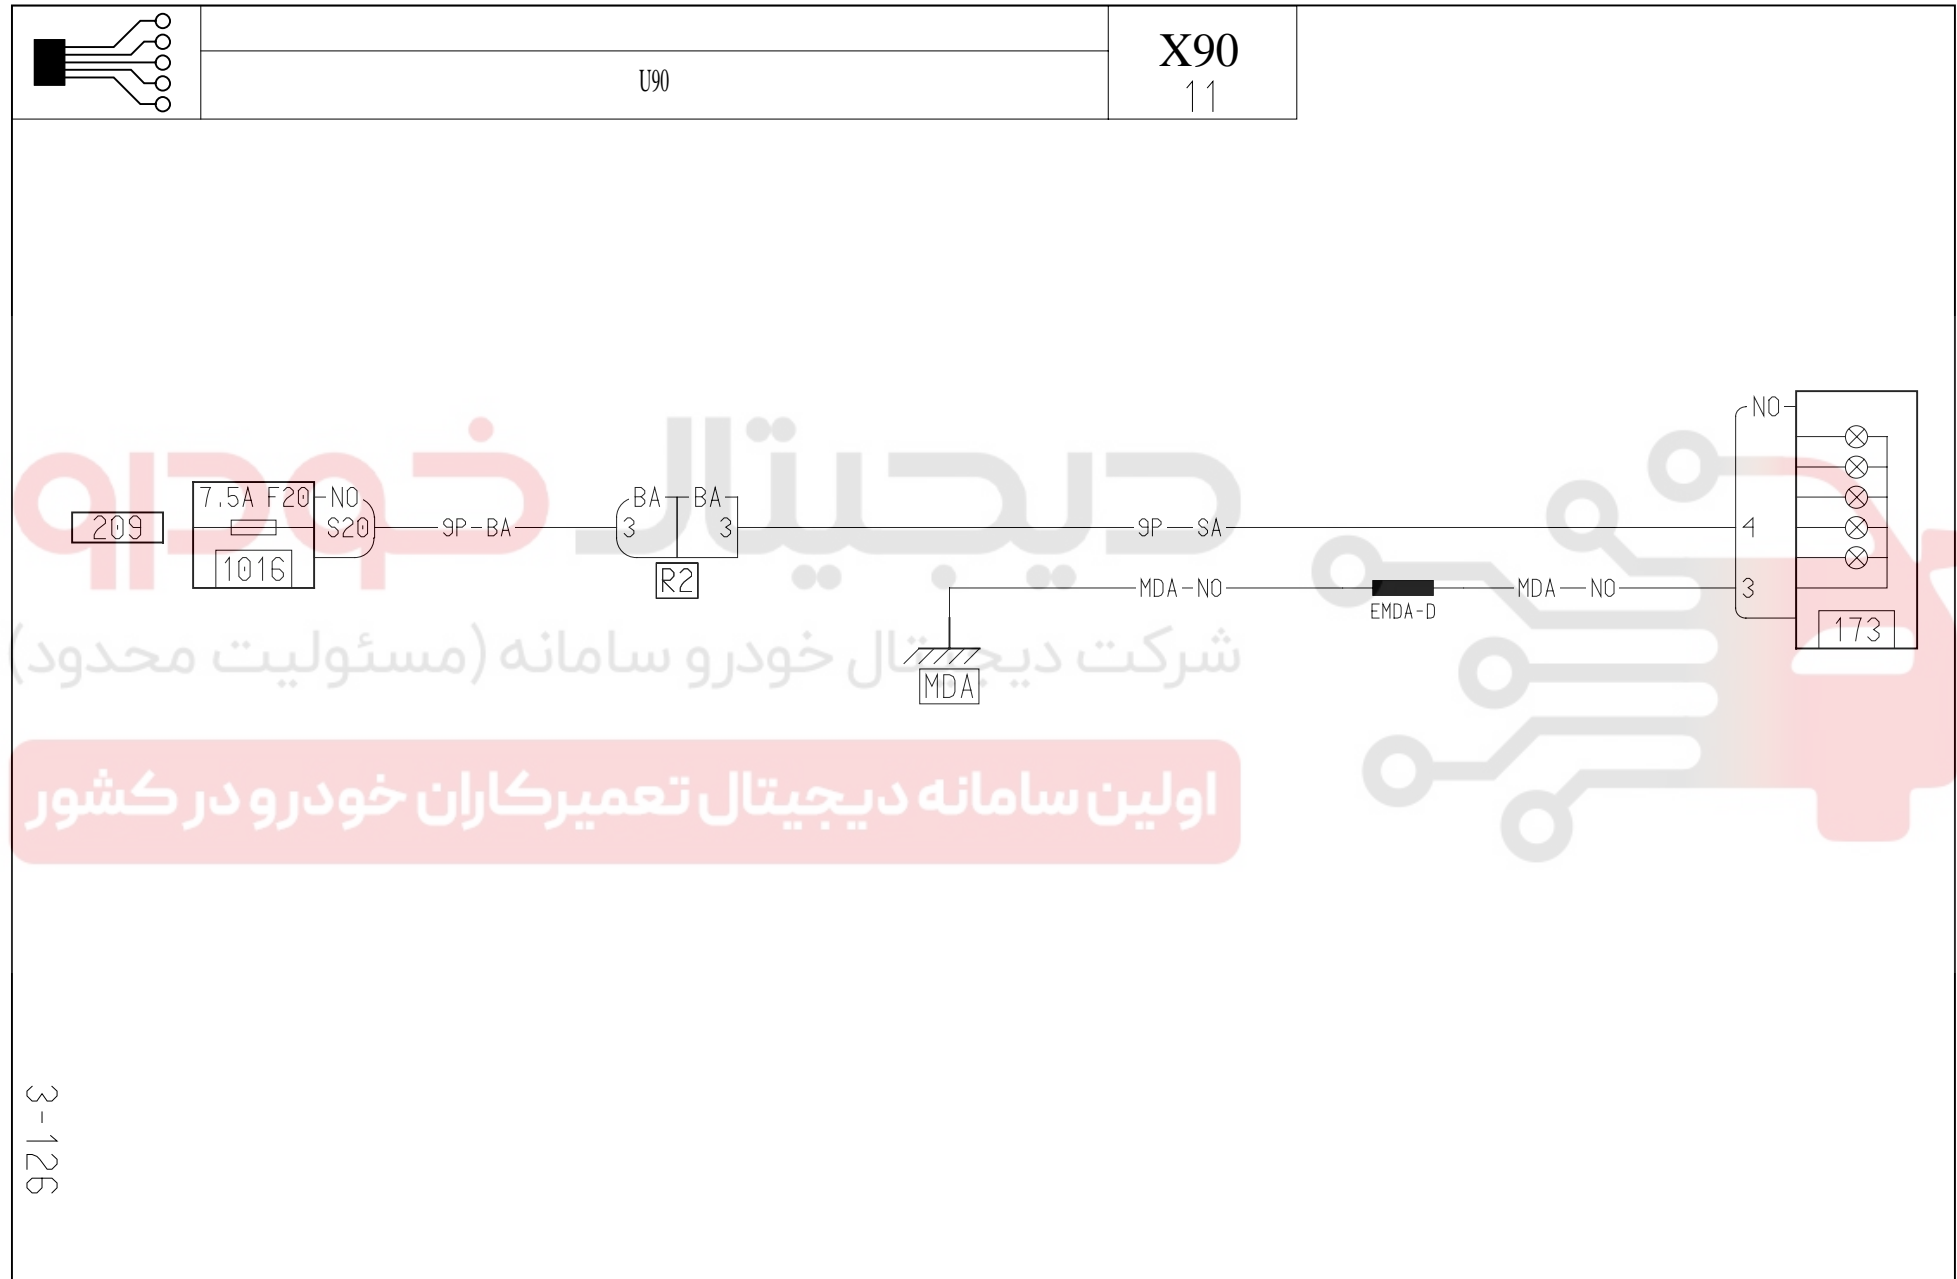 X90
U90
11
دیجیتال خودرو
NO
7.5A F20 NO
BA BA
209
S20
9P-BA
3
3
9P SA
4
1016
R2
MDA-NO
MDA NO
3
EMDA-D
173
شرکت دیجیتال خودرو سامانه (مسئولیت محدود)
MDA
اولین سامانه دیجیتال تعمیرکاران خودرو در کشور
3-126